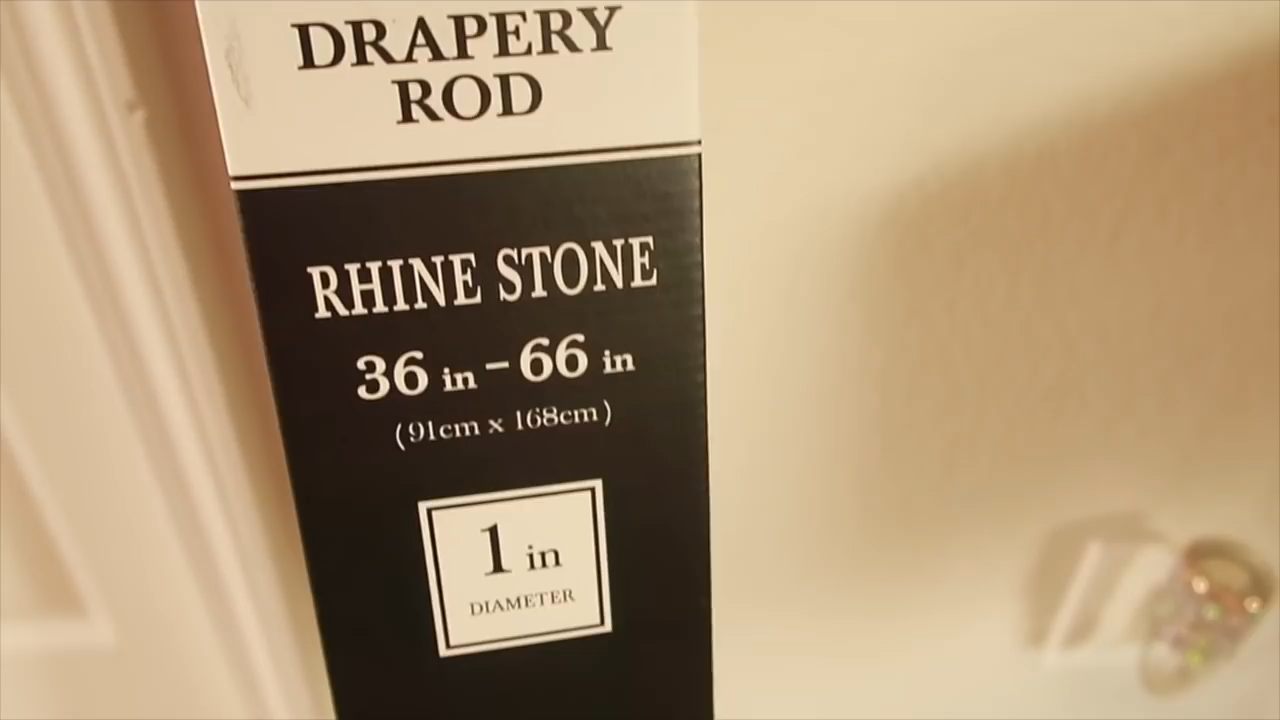 DRAPERY
ROD
RHINE STONE
36 in - 66 in
(91cm x 168cm)
1 in
DIAMETER